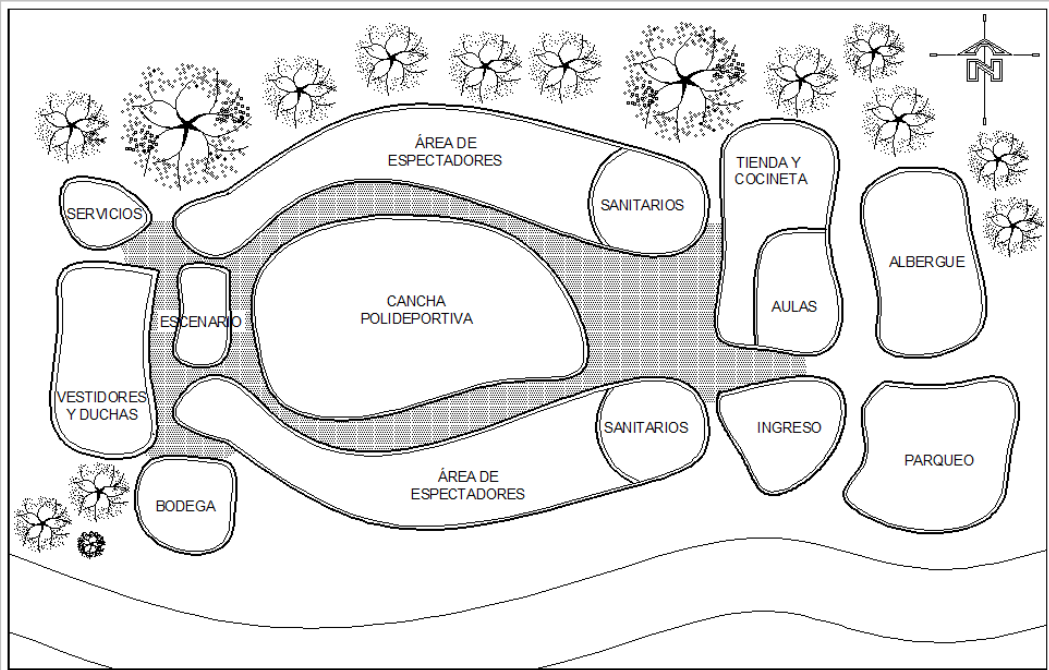 ÁREA DE
ESPECTADORES
TIENDA Y
COCINETA
SERVICIOS
SANITARIOS
ALBERGUE
CANCHA
POLIDEPORTIVA
AULAS
ESCENARIO
VESTIDORES
Y DUCHAS
SANITARIOS
INGRESO
PARQUEO
ÁREA DE
ESPECTADORES
BODEGA
N